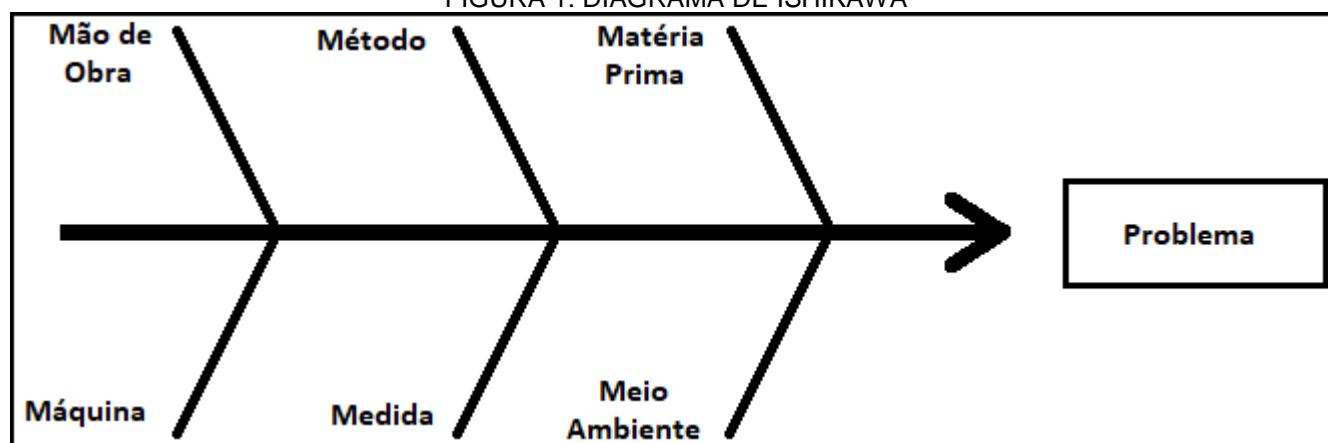 FIGURA 1: DIAGRAMA DE ISHIKAWA
Mão de
Obra
Método
Matéria
Prima
Problema
Máquina
Medida
Meio
Ambiente